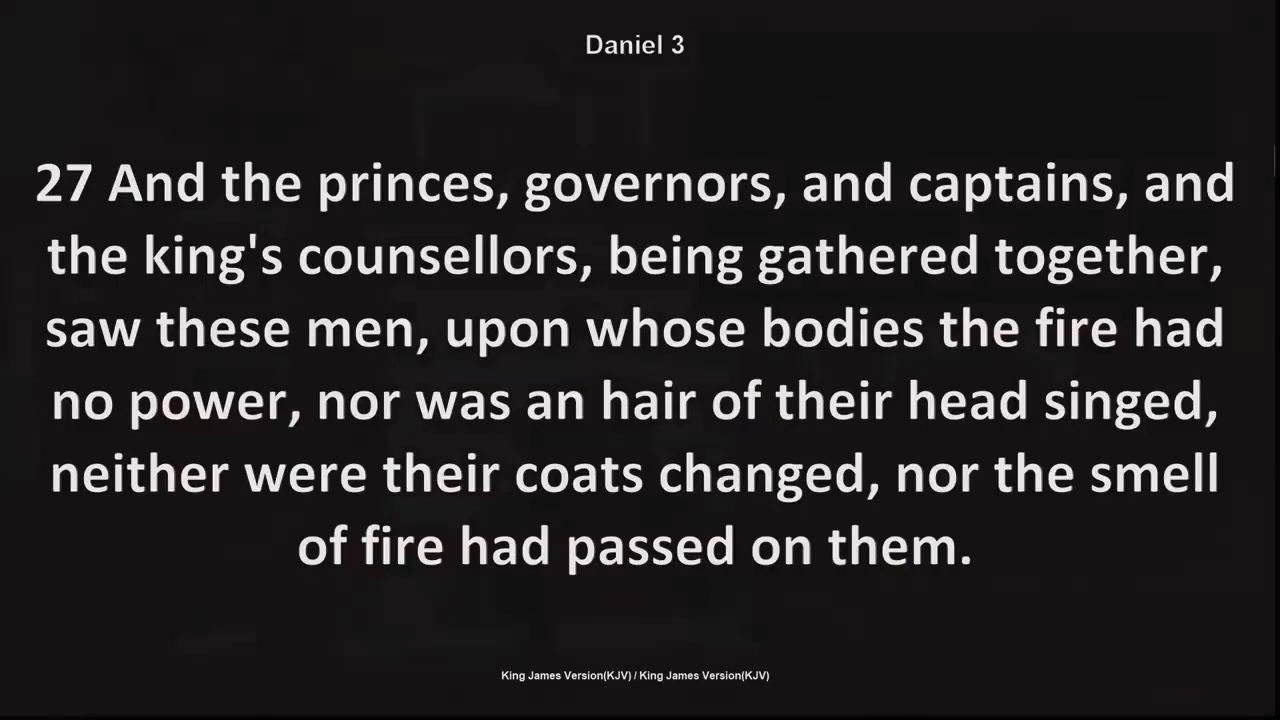 Daniel 3
27 And the princes, governors, and captains, and
the king's counsellors, being gathered together,
saw these men, upon whose bodies the fire had
no power, nor was an hair of their head singed,
neither were their coats changed, nor the smell
of fire had passed on them.
King James Version(KJV) / King James Version(KJV)